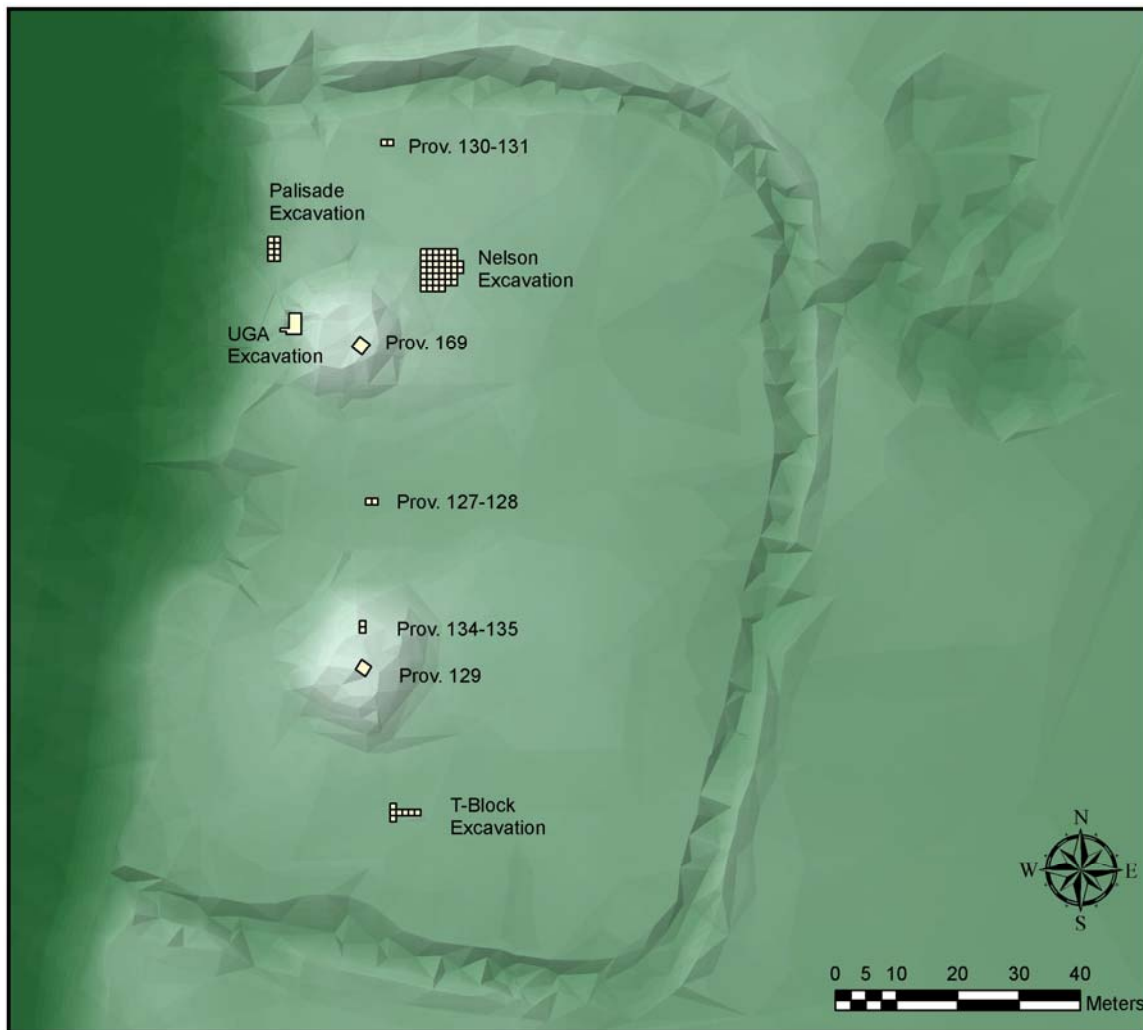 Prov. 130-131
Palisade
Excavation
Nelson
Excavation
UGA
Excavation
Prov. 169
Prov. 127-128
Prov. 134-135
Prov. 129
T-Block
Excavation
N
W E
S
0 5 10 20 30 40
Meters